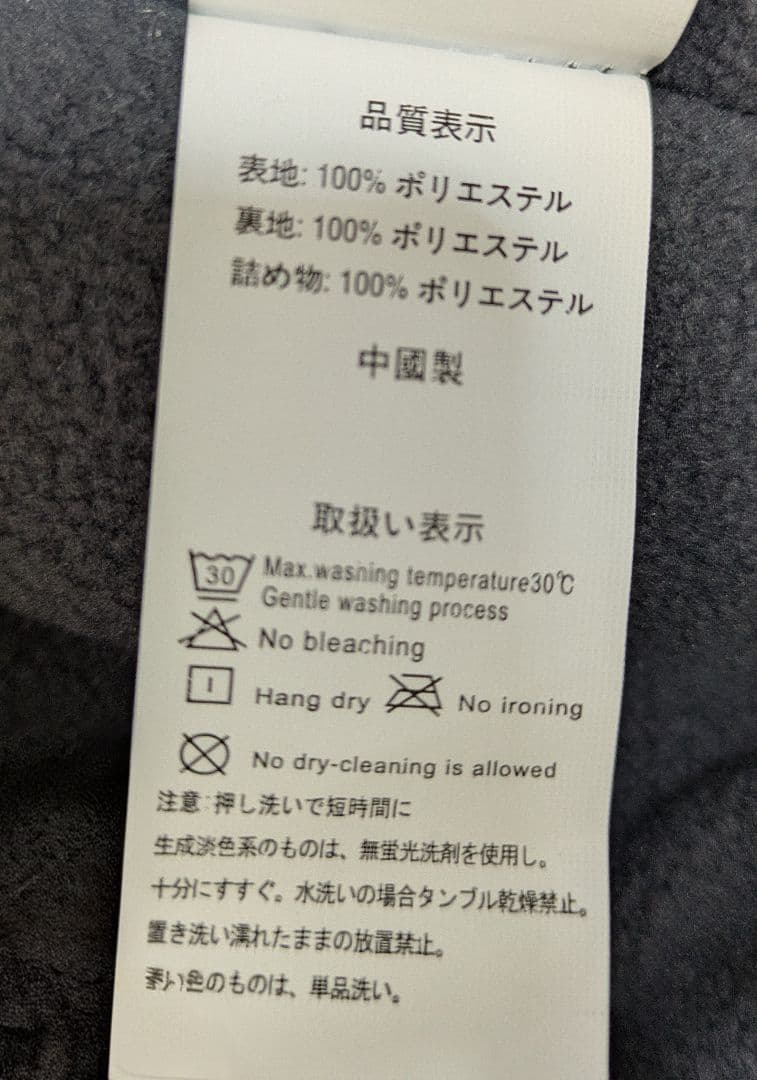 品質表示
表地: 100% ポリエステル
裏地: 100% ポリエステル
詰め物: 100% ポリエステル
中國製
取扱い表示
30 Max.washing temperature30℃
Gentle washing process
No bleaching
Hang dry No ironing
No dry-cleaning is allowed
注意:押し洗いで短時間に
生成淡色系のものは、無蛍光洗剤を使用し。
十分にすすぐ。水洗いの場合タンブル乾燥禁止。
置き洗い濡れたままの放置禁止。
い色のものは、単品洗い。